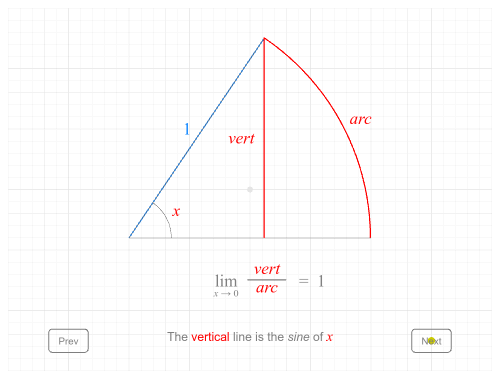 1
vert
arc
x
lim x → 0 vert / arc = 1
Prev
The vertical line is the sine of x
Next